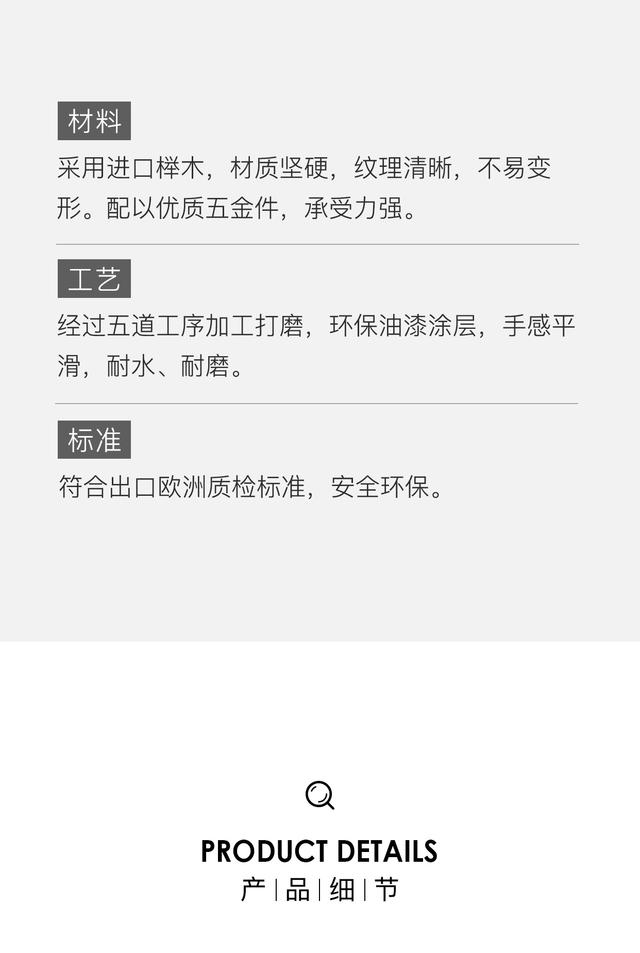 材料
采用进口榉木，材质坚硬，纹理清晰，不易变
形。配以优质五金件，承受力强。
工艺
经过五道工序加工打磨，环保油漆涂层，手感平
滑，耐水、耐磨。
标准
符合出口欧洲质检标准，安全环保。
PRODUCT DETAILS
产|品|细|节